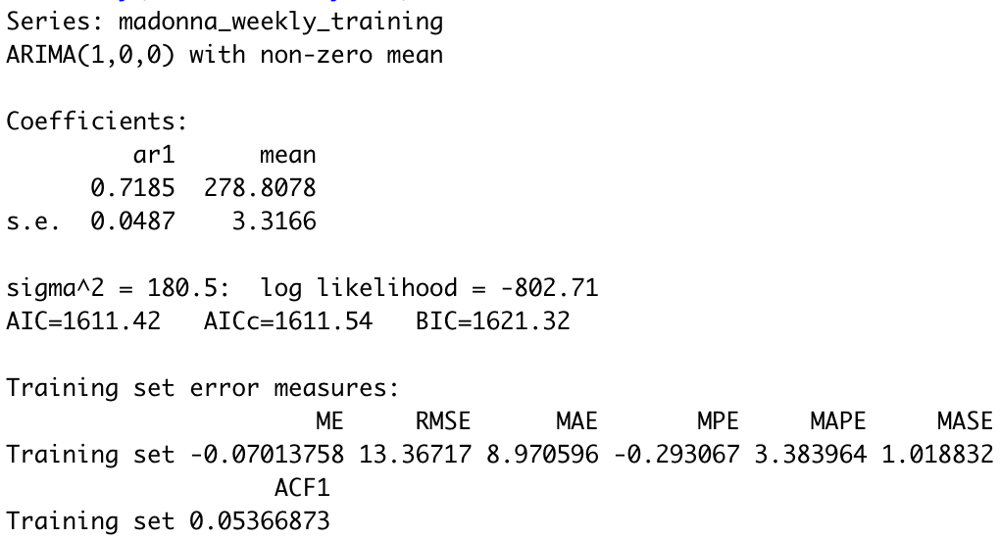 Series: madonna_weekly_training
ARIMA(1,0,0) with non-zero mean
Coefficients:
ar1 mean
0.7185 278.8078
s.e. 0.0487 3.3166
sigma^2 = 180.5: log likelihood = -802.71
AIC=1611.42 AICc=1611.54 BIC=1621.32
Training set error measures:
ME RMSE MAE MPE MAPE MASE
Training set -0.07013758 13.36717 8.970596 -0.293067 3.383964 1.018832
ACF1
Training set 0.05366873